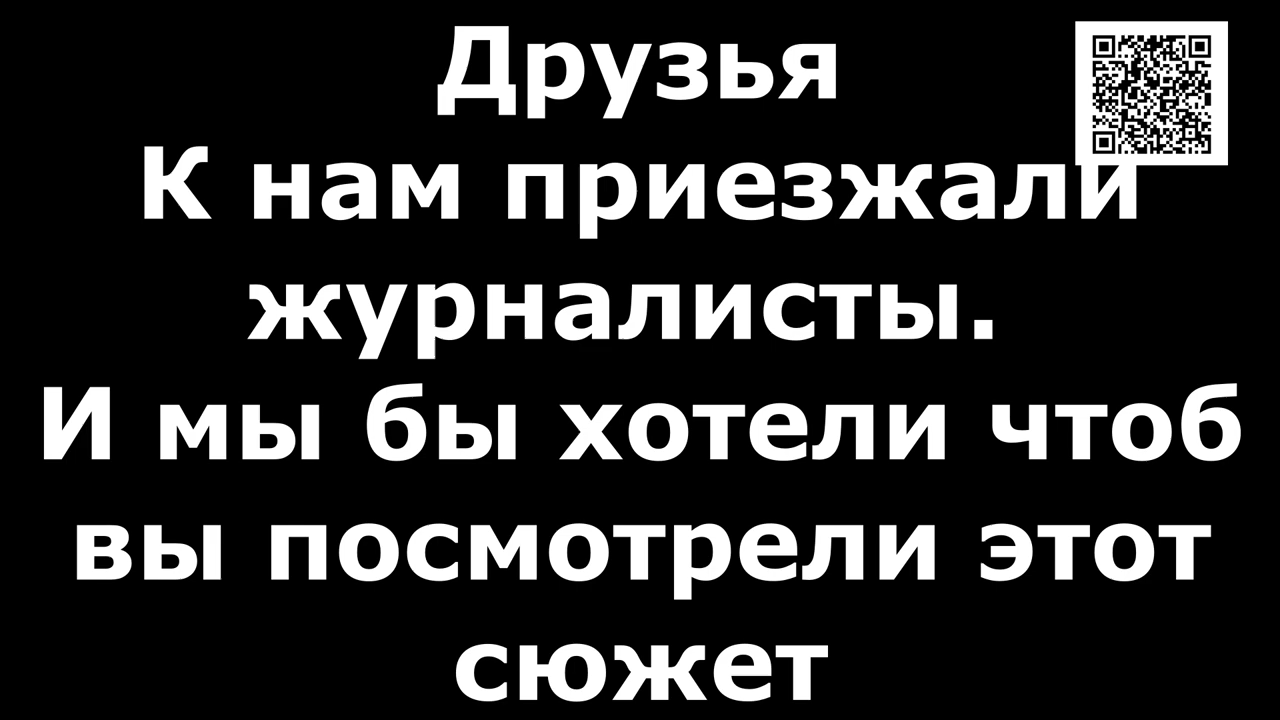 Друзья
К нам приезжали
журналисты.
И мы бы хотели чтоб
вы посмотрели этот
сюжет